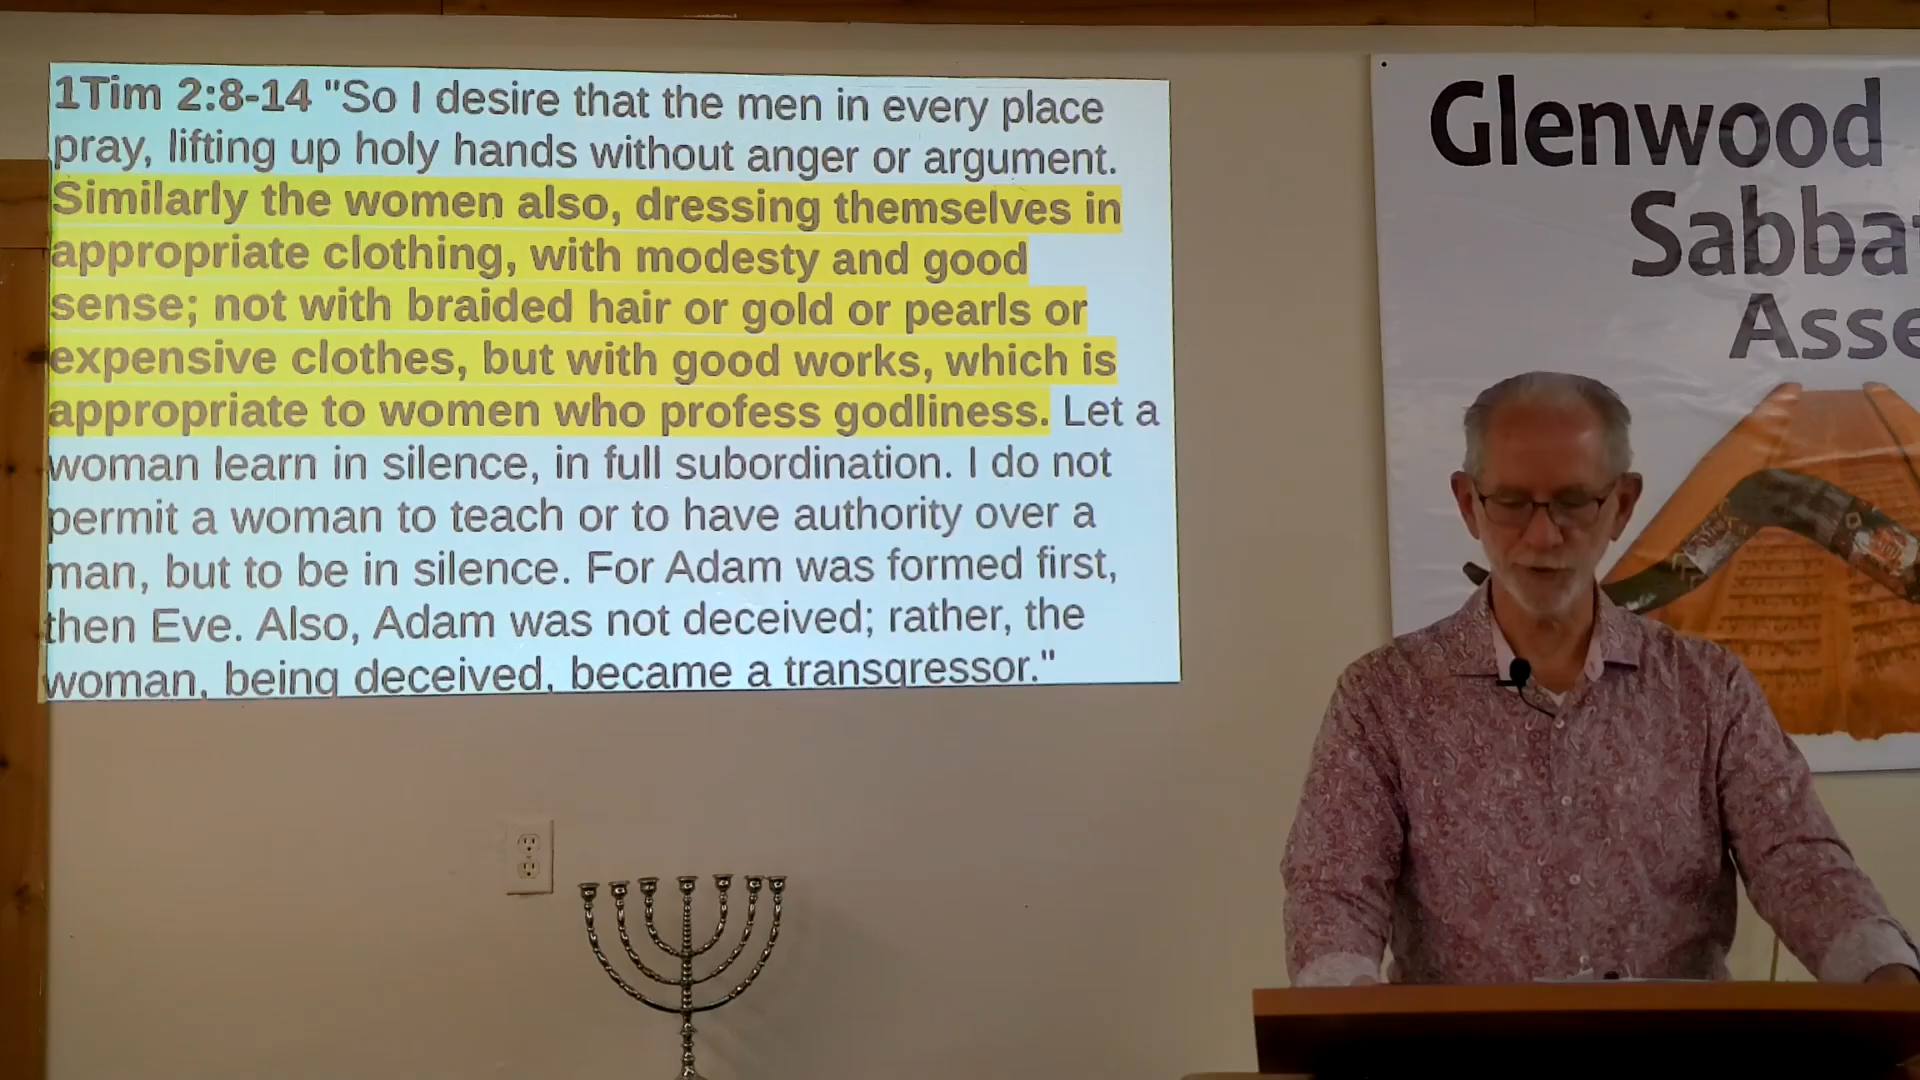 1Tim 2:8-14 "So I desire that the men in every place
pray, lifting up holy hands without anger or argument.
Similarly the women also, dressing themselves in
appropriate clothing, with modesty and good
sense; not with braided hair or gold or pearls or
expensive clothes, but with good works, which is
appropriate to women who profess godliness. Let a
woman learn in silence, in full subordination. I do not
permit a woman to teach or to have authority over a
man, but to be in silence. For Adam was formed first,
then Eve. Also, Adam was not deceived; rather, the
woman, being deceived, became a transgressor."
Glenwood
Sabba
Asse